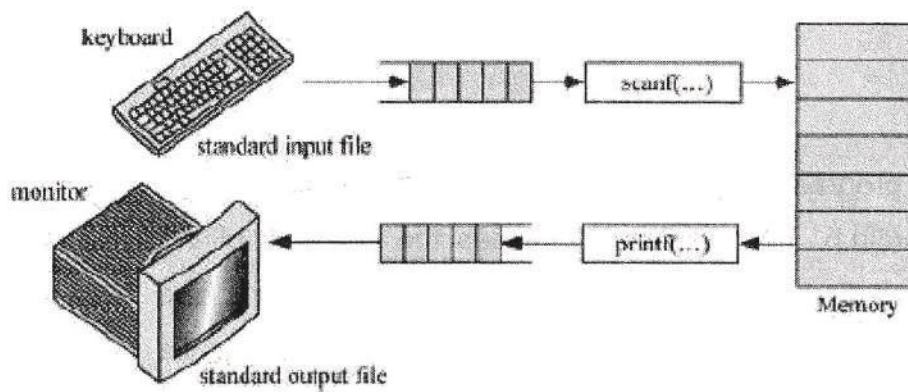 keyboard
scanf(...)
standard input file
monitor
printf(...)
Memory
standard output file